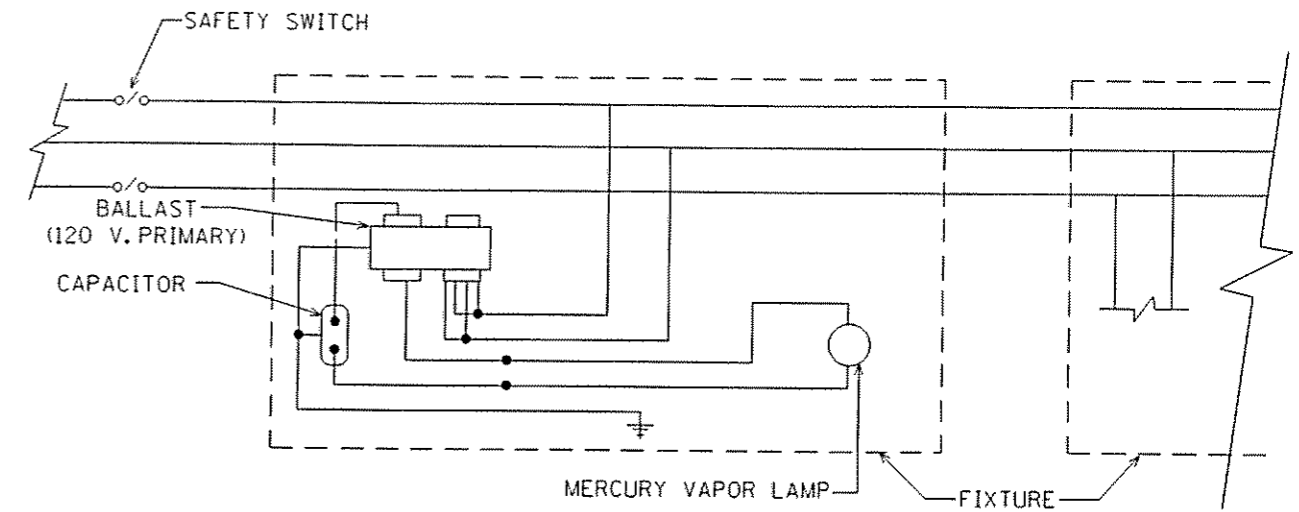 SAFETY SWITCH
BALLAST
(120 V. PRIMARY)
CAPACITOR
MERCURY VAPOR LAMP
FIXTURE